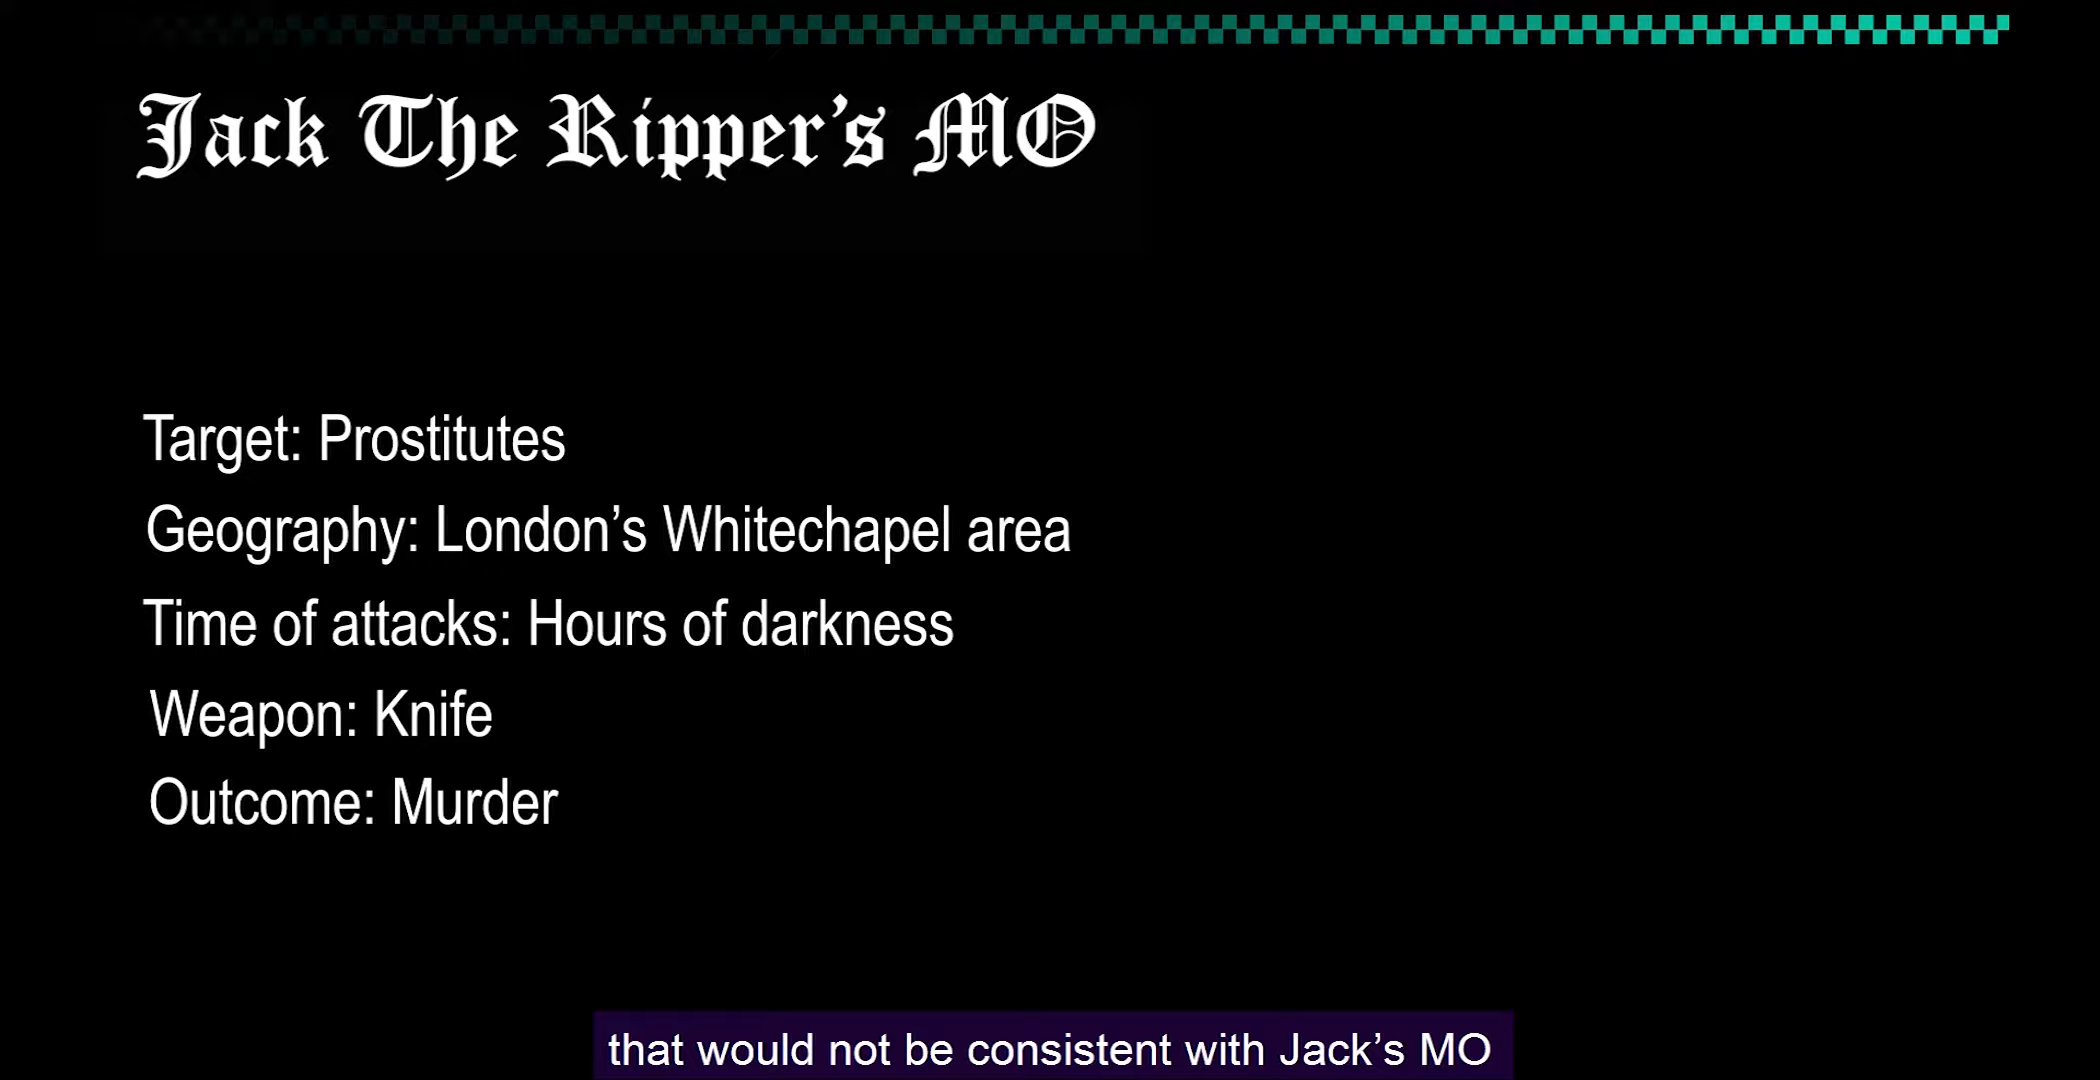 Jack The Ripper’s MO
Target: Prostitutes
Geography: London’s Whitechapel area
Time of attacks: Hours of darkness
Weapon: Knife
Outcome: Murder
that would not be consistent with Jack’s MO